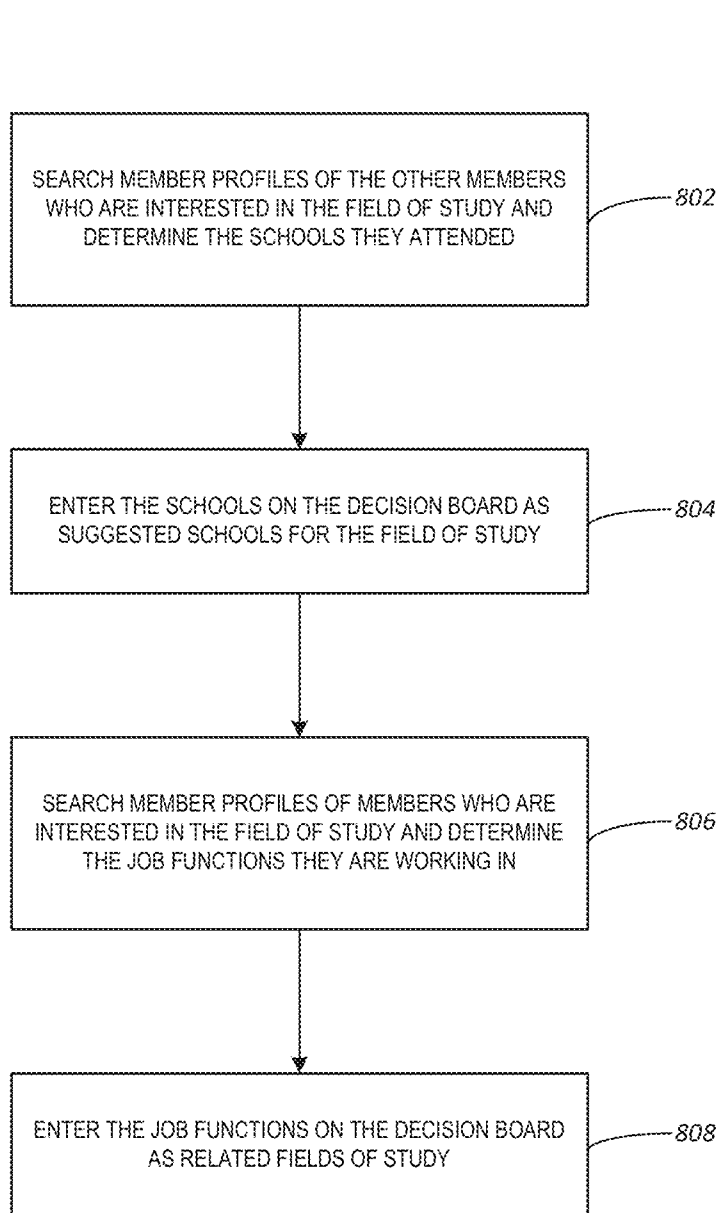 SEARCH MEMBER PROFILES OF THE OTHER MEMBERS
WHO ARE INTERESTED IN THE FIELD OF STUDY AND
DETERMINE THE SCHOOLS THEY ATTENDED
802
ENTER THE SCHOOLS ON THE DECISION BOARD AS
SUGGESTED SCHOOLS FOR THE FIELD OF STUDY
804
SEARCH MEMBER PROFILES OF MEMBERS WHO ARE
INTERESTED IN THE FIELD OF STUDY AND DETERMINE
THE JOB FUNCTIONS THEY ARE WORKING IN
806
ENTER THE JOB FUNCTIONS ON THE DECISION BOARD
AS RELATED FIELDS OF STUDY
808